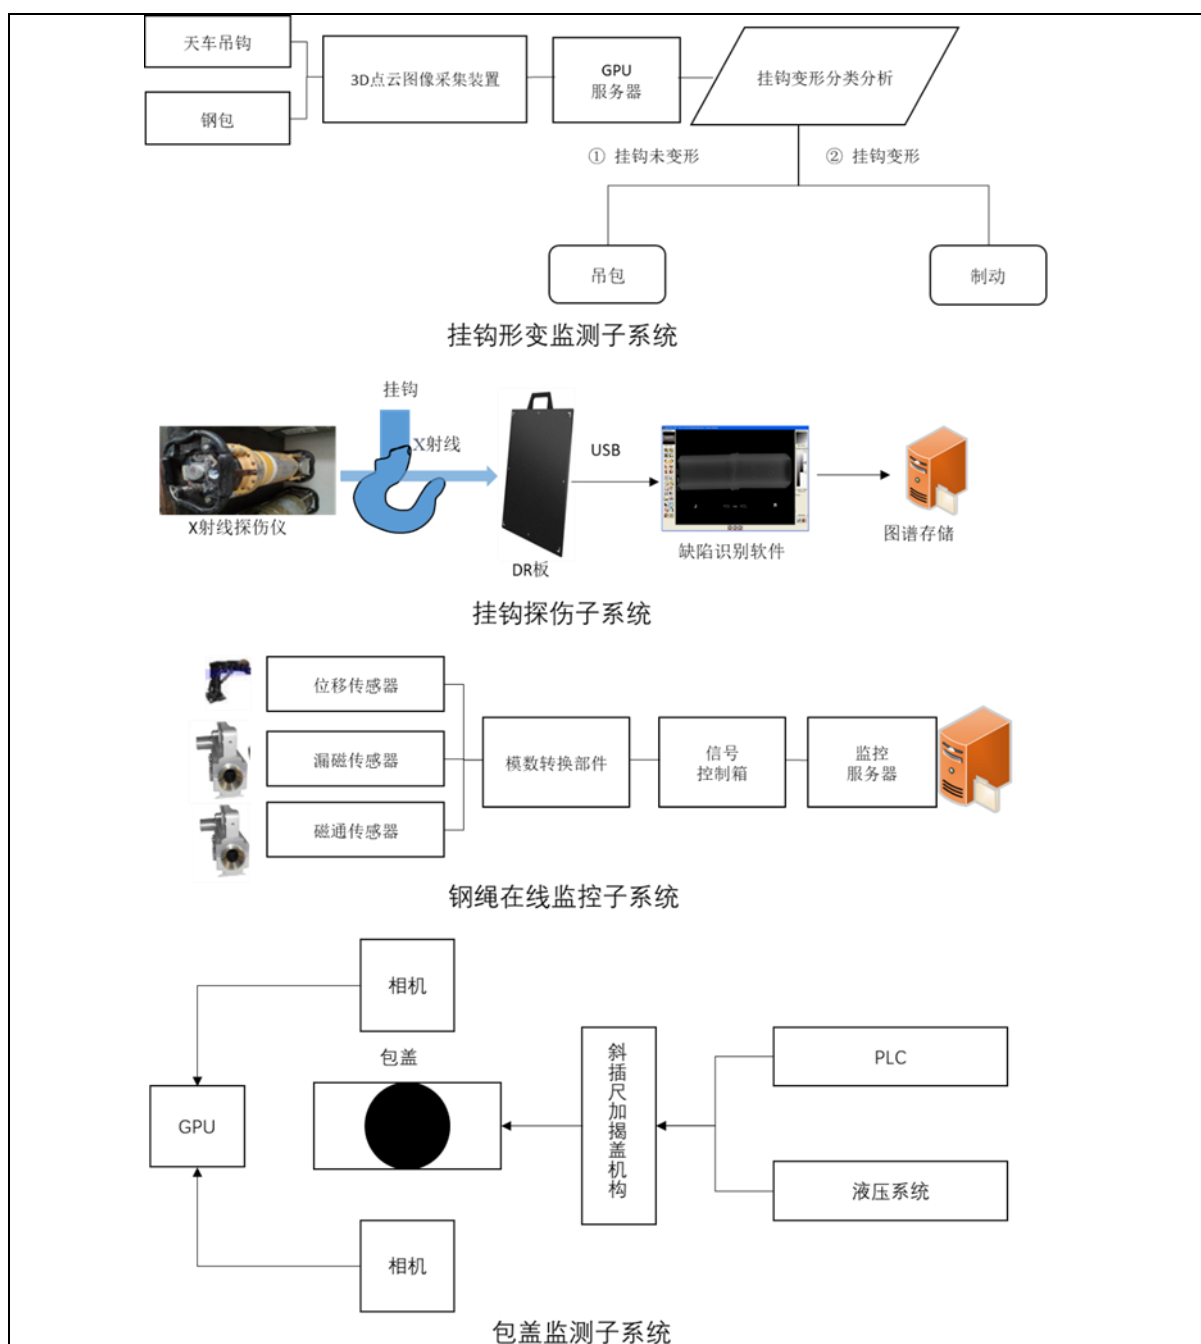 天车吊钩
钢包
3D点云图像采集装置
GPU
服务器
挂钩变形分类分析
① 挂钩未变形
② 挂钩变形
吊包
制动
挂钩形变监测子系统
挂钩
X射线
USB
X射线探伤仪
DR板
缺陷识别软件
图谱存储
挂钩探伤子系统
位移传感器
漏磁传感器
磁通传感器
模数转换部件
信号
控制箱
监控
服务器
钢绳在线监控子系统
相机
包盖
GPU
相机
斜插尺加揭盖机构
PLC
液压系统
包盖监测子系统